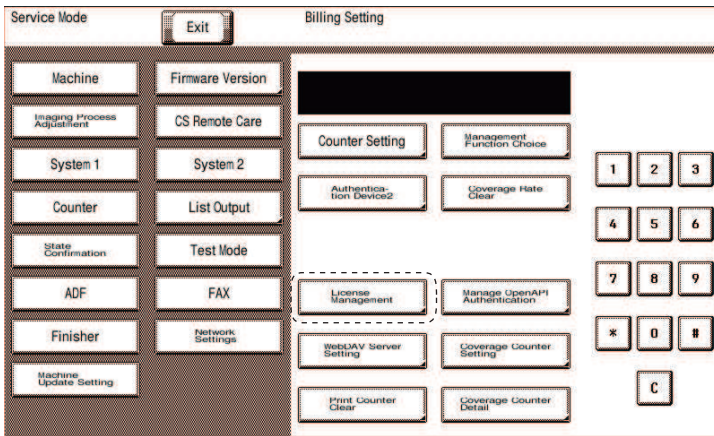 Service Mode
Exit
Billing Setting
Machine
Firmware Version
Imaging Process
Adjustment
CS Remote Care
System 1
System 2
Counter
List Output
State
Confirmation
Test Mode
ADF
FAX
Finisher
Network
Settings
Machine
Update Setting
Counter Setting
Management
Function Choice
Authentica-
tion Device2
Coverage Rate
Clear
License
Management
Manage OpenAPI
Authentication
WebDAV Server
Setting
Coverage Counter
Setting
Print Counter
Clear
Coverage Counter
Detail
1 2 3
4 5 6
7 8 9
* 0 #
C